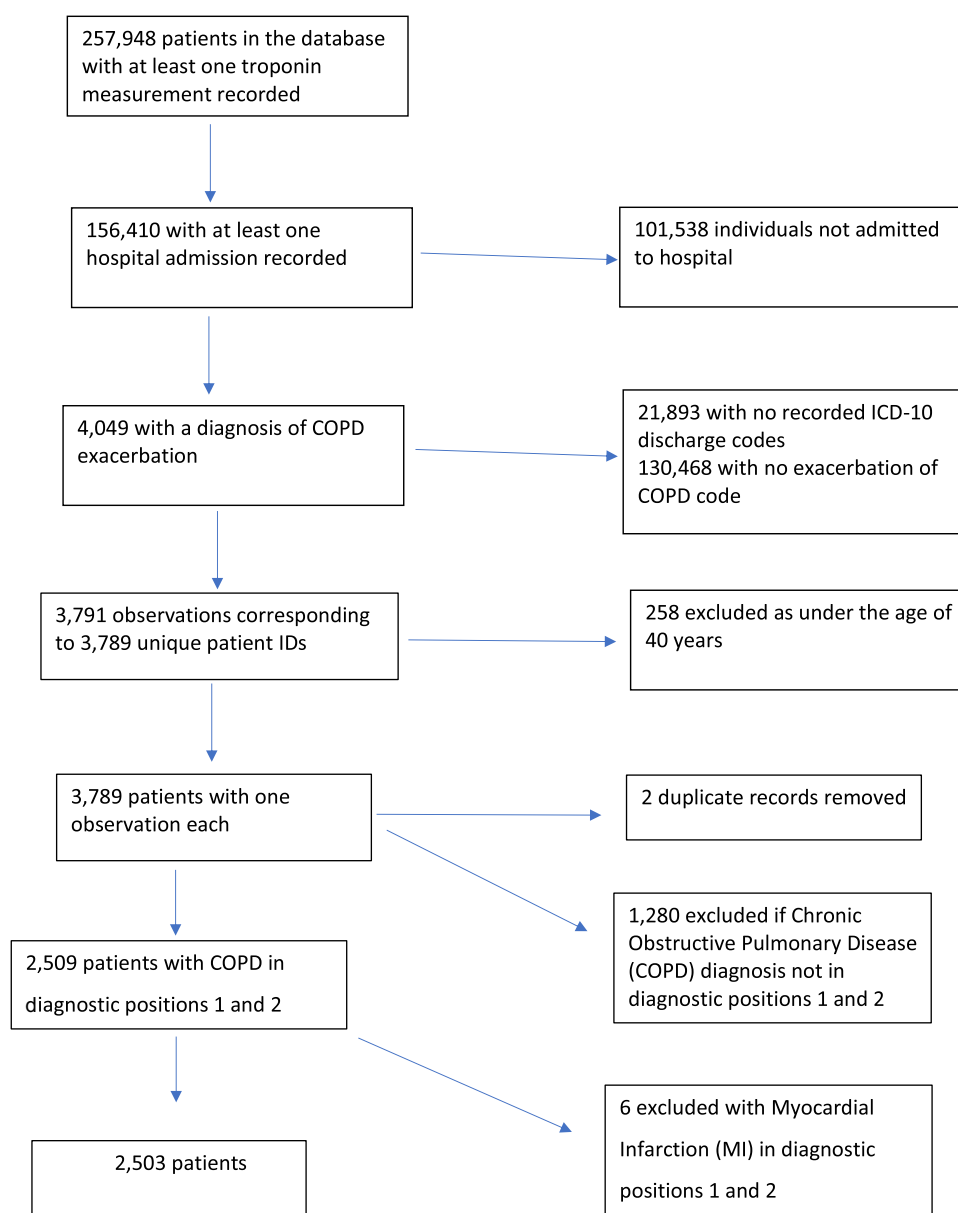 257,948 patients in the database
with at least one troponin
measurement recorded
156,410 with at least one
hospital admission recorded
101,538 individuals not admitted
to hospital
4,049 with a diagnosis of COPD
exacerbation
21,893 with no recorded ICD-10
discharge codes
130,468 with no exacerbation of
COPD code
3,791 observations corresponding
to 3,789 unique patient IDs
258 excluded as under the age of
40 years
3,789 patients with one
observation each
2 duplicate records removed
1,280 excluded if Chronic
Obstructive Pulmonary Disease
(COPD) diagnosis not in
diagnostic positions 1 and 2
2,509 patients with COPD in
diagnostic positions 1 and 2
6 excluded with Myocardial
Infarction (MI) in diagnostic
positions 1 and 2
2,503 patients